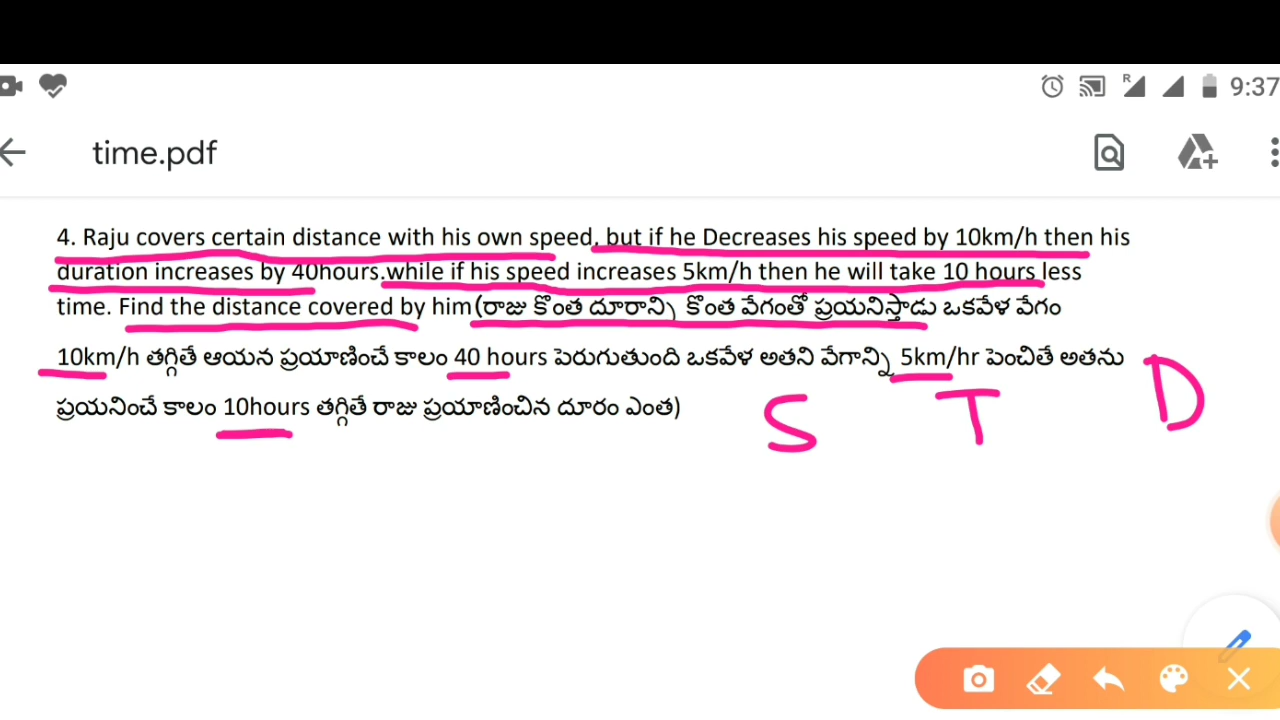 R
9:37
time.pdf
4. Raju covers certain distance with his own speed, but if he Decreases his speed by 10km/h then his
duration increases by 40hours.while if his speed increases 5km/h then he will take 10 hours less
time. Find the distance covered by him(రాజు కొంత దూరాన్ని కొంత వేగంతో ప్రయనిస్తాడు ఒకవేళ వేగం
10km/h తగ్గితే ఆయన ప్రయాణించే కాలం 40 hours పెరుగుతుంది ఒకవేళ అతని వేగాన్ని 5km/hr పెంచితే అతను
ప్రయనించే కాలం 10hours తగ్గితే రాజు ప్రయాణించిన దూరం ఎంత)
S T D